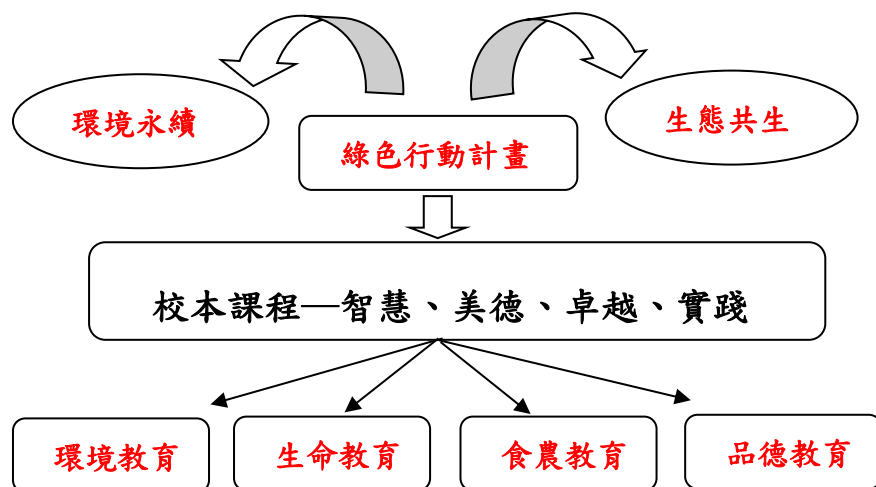 環境永續
生態共生
綠色行動計畫
校本課程—智慧、美德、卓越、實踐
環境教育
生命教育
食農教育
品德教育